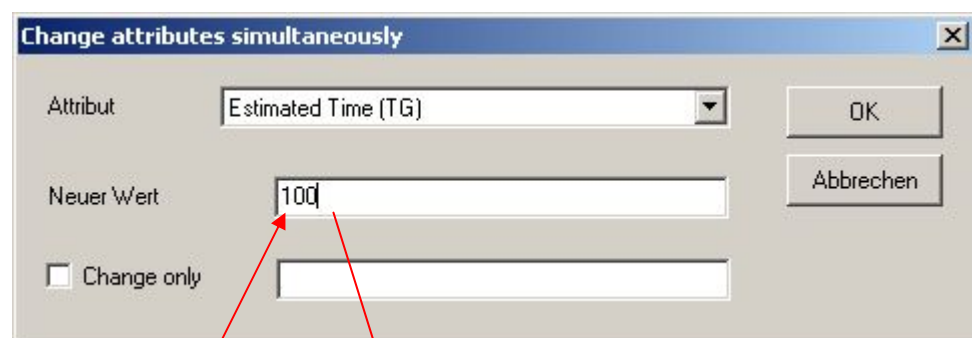 Change attributes simultaneously
Attribut Estimated Time (TG) OK
Neuer Wert 100 Abbrechen
Change only